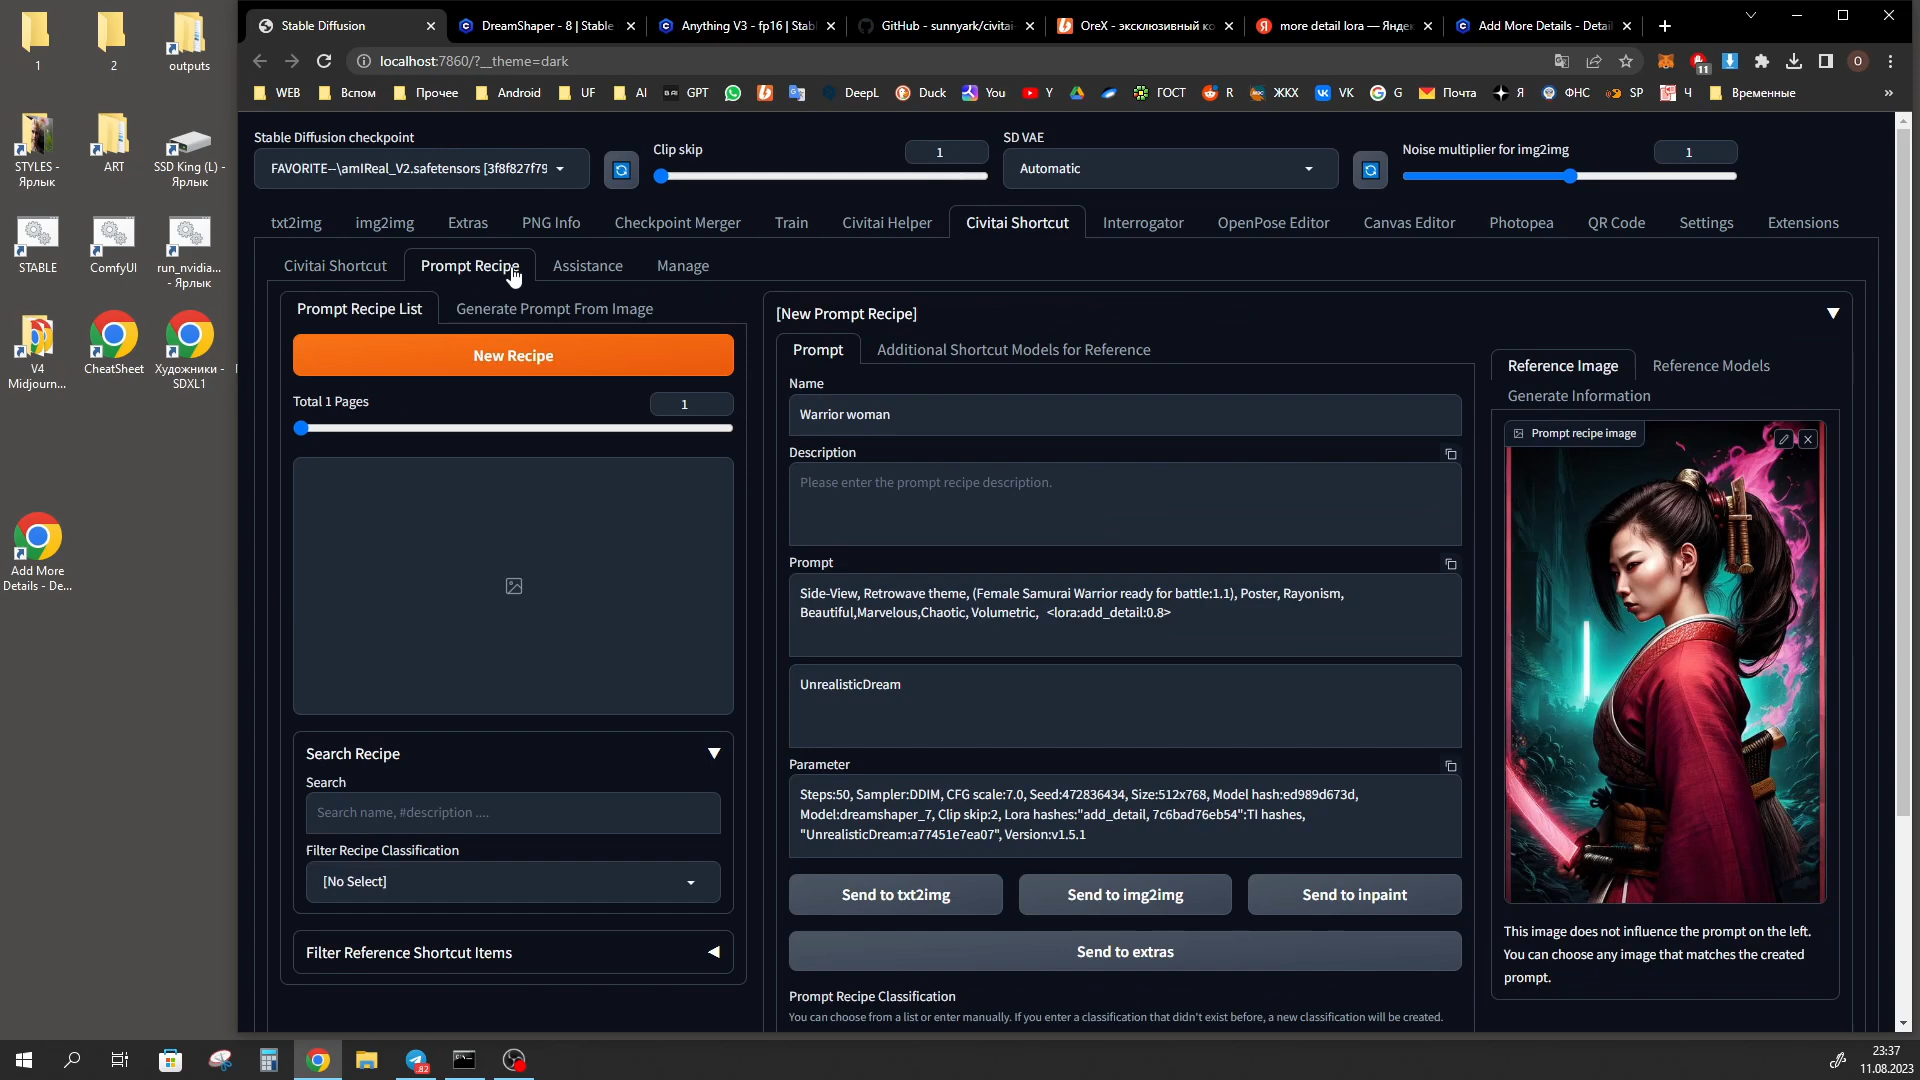 1
2
outputs
STYLES -
Ярлык
ART
SSD King (L) -
Ярлык
STABLE
ComfyUI
run_nvidia...
- Ярлык
V4
Midjourn...
CheatSheet
Художники -
SDXL1
Add More
Details - De...
Stable Diffusion
DreamShaper - 8 | Stable
Anything V3 - fp16 | Stab
GitHub - sunnyark/civitai-
OreX - эксклюзивный ко
more detail lora — Яндек
Add More Details - Detail
localhost:7860/?__theme=dark
11
O
WEB
Вспом
Прочее
Android
UF
AI
GPT
DeepL
Duck
You
Y
ГОСТ
R
ЖКХ
VK
G
Почта
Я
ФНС
SP
Ч
Временные
»
Stable Diffusion checkpoint
FAVORITE--\amIReal_V2.safetensors [3f8f827f79
Clip skip
1
SD VAE
Automatic
Noise multiplier for img2img
1
txt2img
img2img
Extras
PNG Info
Checkpoint Merger
Train
Civitai Helper
Civitai Shortcut
Interrogator
OpenPose Editor
Canvas Editor
Photopea
QR Code
Settings
Extensions
Civitai Shortcut
Prompt Recipe
Assistance
Manage
Prompt Recipe List
Generate Prompt From Image
New Recipe
Total 1 Pages
1
Search Recipe
Search
Search name, #description ....
Filter Recipe Classification
[No Select]
Filter Reference Shortcut Items
[New Prompt Recipe]
Prompt
Additional Shortcut Models for Reference
Name
Warrior woman
Description
Please enter the prompt recipe description.
Prompt
Side-View, Retrowave theme, (Female Samurai Warrior ready for battle:1.1), Poster, Rayonism,
Beautiful,Marvelous,Chaotic, Volumetric,  <lora:add_detail:0.8>
UnrealisticDream
Parameter
Steps:50, Sampler:DDIM, CFG scale:7.0, Seed:472836434, Size:512x768, Model hash:ed989d673d,
Model:dreamshaper_7, Clip skip:2, Lora hashes:"add_detail, 7c6bad76eb54":TI hashes,
"UnrealisticDream:a77451e7ea07", Version:v1.5.1
Send to txt2img
Send to img2img
Send to inpaint
Send to extras
Prompt Recipe Classification
You can choose from a list or enter manually. If you enter a classification that didn't exist before, a new classification will be created.
Reference Image
Reference Models
Generate Information
Prompt recipe image
This image does not influence the prompt on the left.
You can choose any image that matches the created
prompt.
82
23:37
11.08.2023